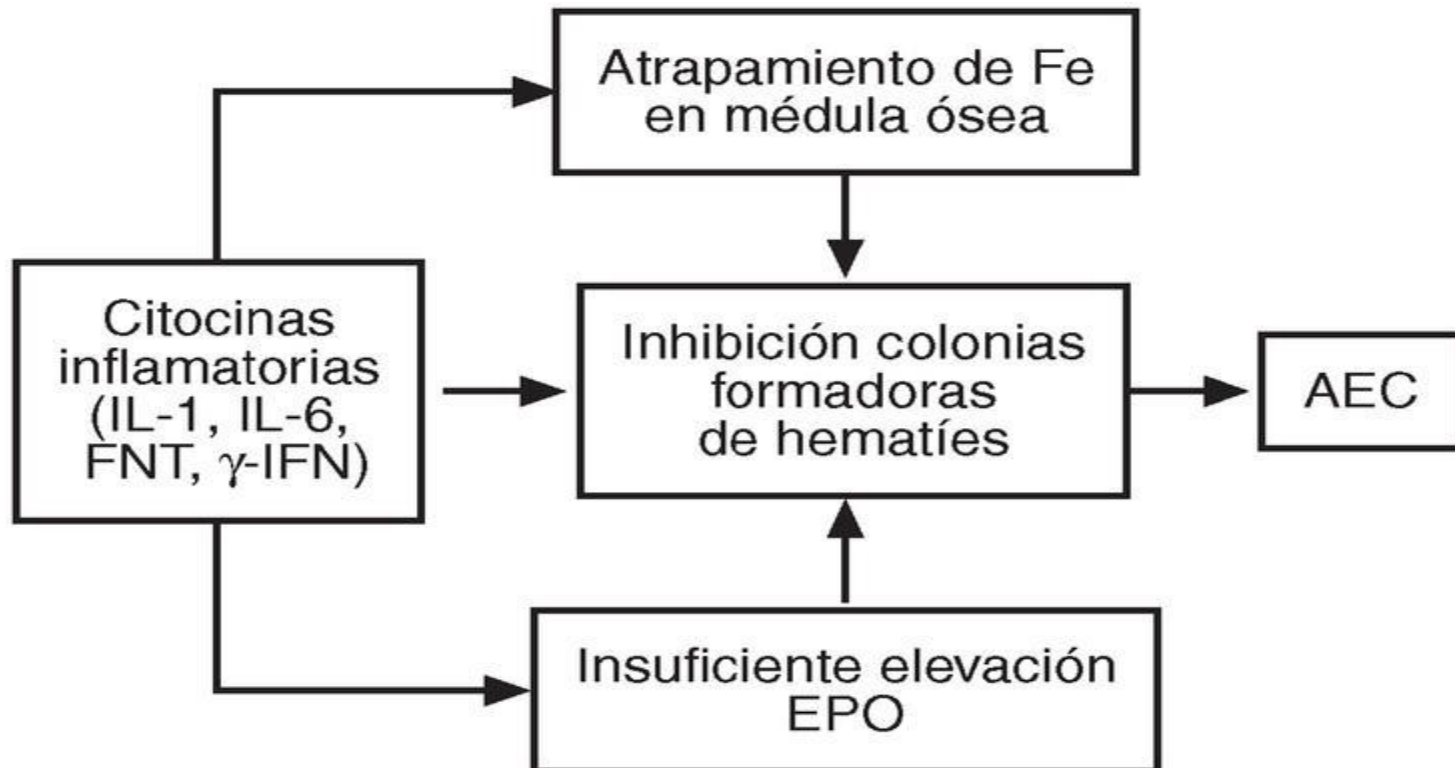 Atrapamiento de Fe
en médula ósea
Citocinas
inflamatorias
(IL-1, IL-6,
FNT, γ-IFN)
Inhibición colonias
formadoras
de hematíes
AEC
Insuficiente elevación
EPO